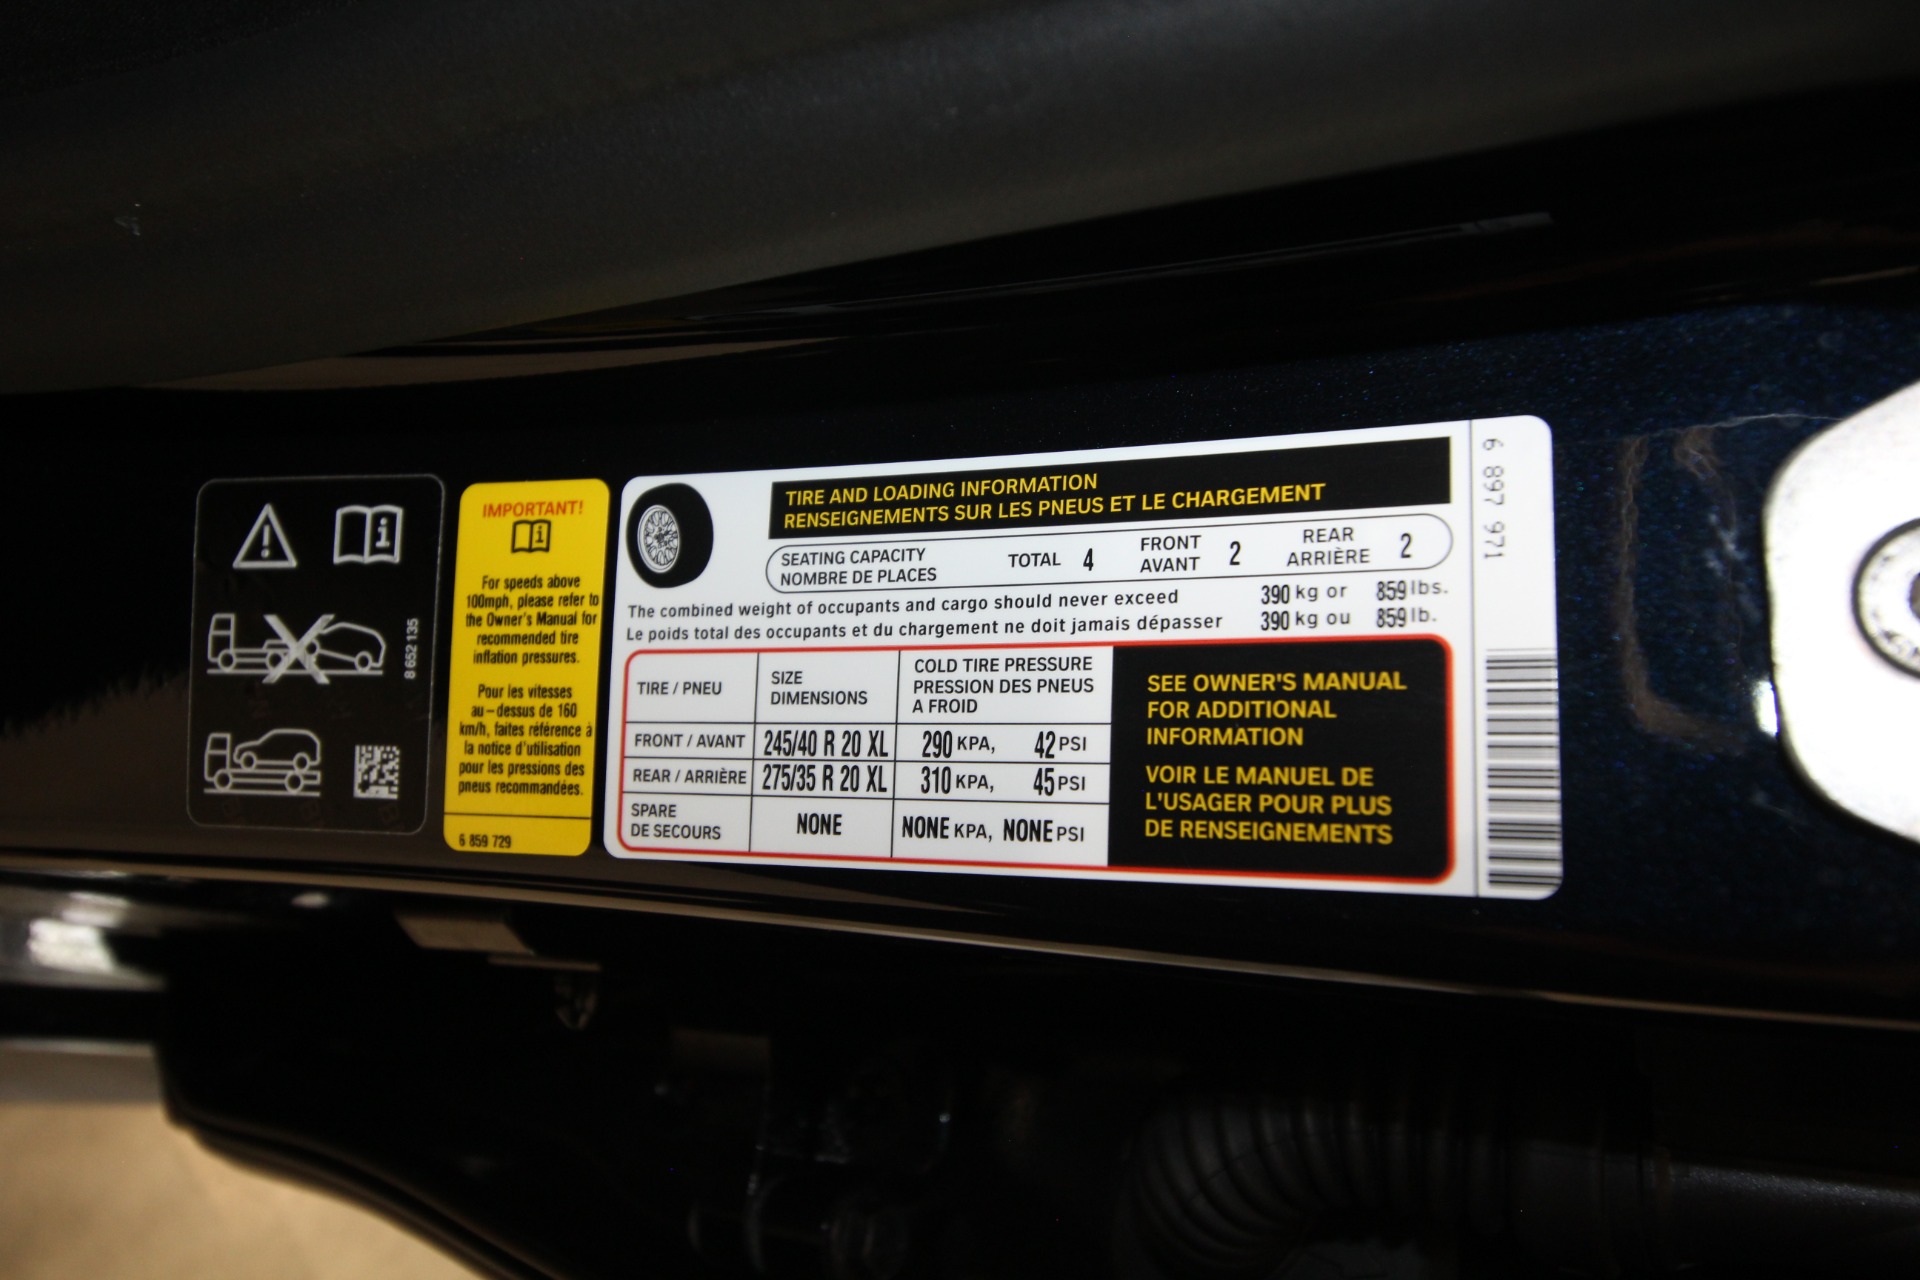 8 652 135
IMPORTANT!
For speeds above
100mph, please refer to
the Owner's Manual for
recommended tire
inflation pressures.
Pour les vitesses
au-dessus de 160
km/h, faites référence à
la notice d'utilisation
pour les pressions des
pneus recommandées.
6 859 729
TIRE AND LOADING INFORMATION
RENSEIGNEMENTS SUR LES PNEUS ET LE CHARGEMENT
SEATING CAPACITY
NOMBRE DE PLACES
TOTAL 4
FRONT
AVANT
2
REAR
ARRIÈRE
2
The combined weight of occupants and cargo should never exceed 390 kg or 859 lbs.
Le poids total des occupants et du chargement ne doit jamais dépasser 390 kg ou 859 lb.
TIRE / PNEU
SIZE
DIMENSIONS
COLD TIRE PRESSURE
PRESSION DES PNEUS
A FROID
FRONT / AVANT 245/40 R 20 XL 290 KPA, 42 PSI
REAR / ARRIÈRE 275/35 R 20 XL 310 KPA, 45 PSI
SPARE
DE SECOURS
NONE NONE KPA, NONE PSI
SEE OWNER'S MANUAL
FOR ADDITIONAL
INFORMATION
VOIR LE MANUEL DE
L'USAGER POUR PLUS
DE RENSEIGNEMENTS
6 897 971